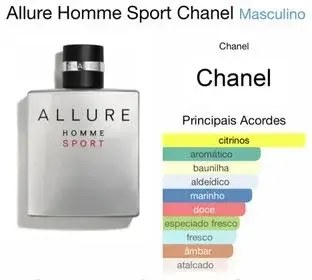 Allure Homme Sport Chanel Masculino
Chanel
Chanel
ALLURE
HOMME
SPORT
Principais Acordes
citrinos
aromático
baunilha
aldeídico
marinho
doce
especiado fresco
fresco
âmbar
atalcado